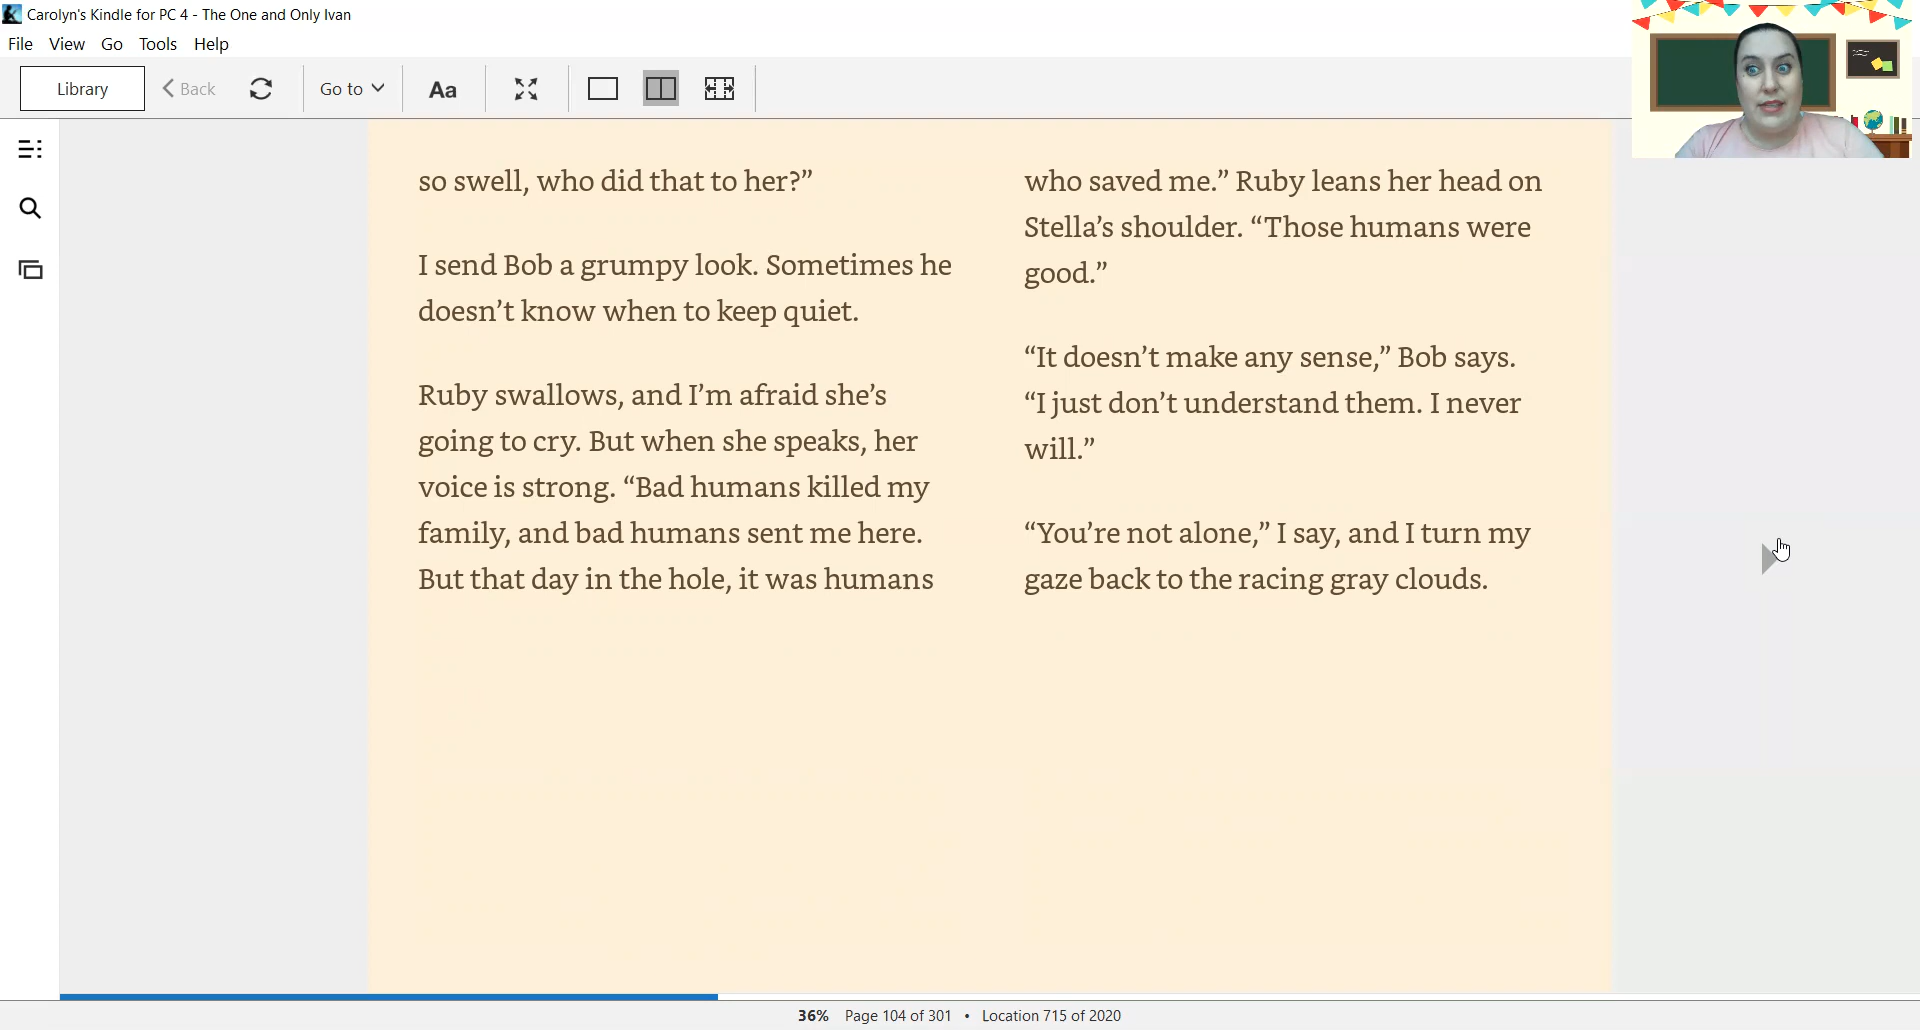 Carolyn's Kindle for PC 4 - The One and Only Ivan
File View Go Tools Help
Library Back Go to Aa
so swell, who did that to her?”
I send Bob a grumpy look. Sometimes he
doesn’t know when to keep quiet.
Ruby swallows, and I’m afraid she’s
going to cry. But when she speaks, her
voice is strong. “Bad humans killed my
family, and bad humans sent me here.
But that day in the hole, it was humans
who saved me.” Ruby leans her head on
Stella’s shoulder. “Those humans were
good.”
“It doesn’t make any sense,” Bob says.
“I just don’t understand them. I never
will.”
“You’re not alone,” I say, and I turn my
gaze back to the racing gray clouds.
36% Page 104 of 301 • Location 715 of 2020